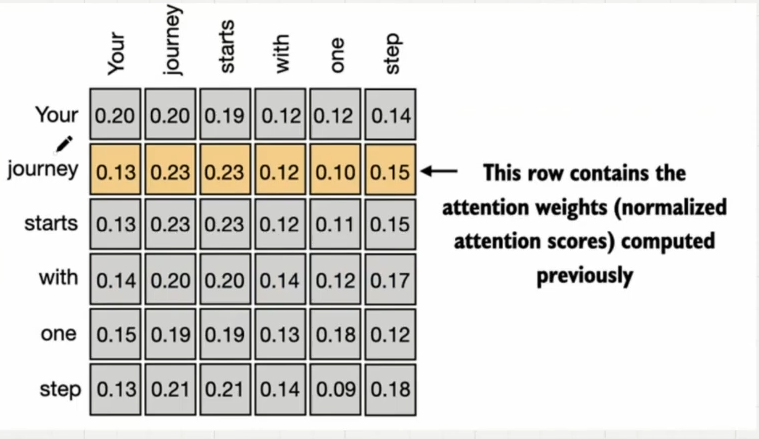 Your journey starts with one step
Your 0.20 0.20 0.19 0.12 0.12 0.14
journey 0.13 0.23 0.23 0.12 0.10 0.15
starts 0.13 0.23 0.23 0.12 0.11 0.15
with 0.14 0.20 0.20 0.14 0.12 0.17
one 0.15 0.19 0.19 0.13 0.18 0.12
step 0.13 0.21 0.21 0.14 0.09 0.18
This row contains the
attention weights (normalized
attention scores) computed
previously